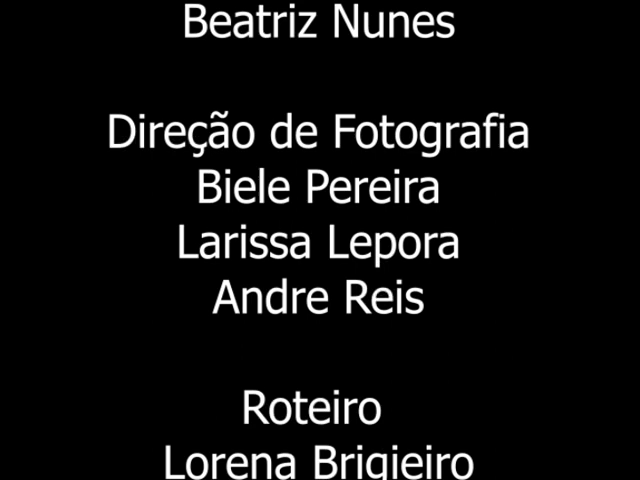 Beatriz Nunes
Direção de Fotografia
Biele Pereira
Larissa Lepora
Andre Reis
Roteiro
Lorena Brigieiro